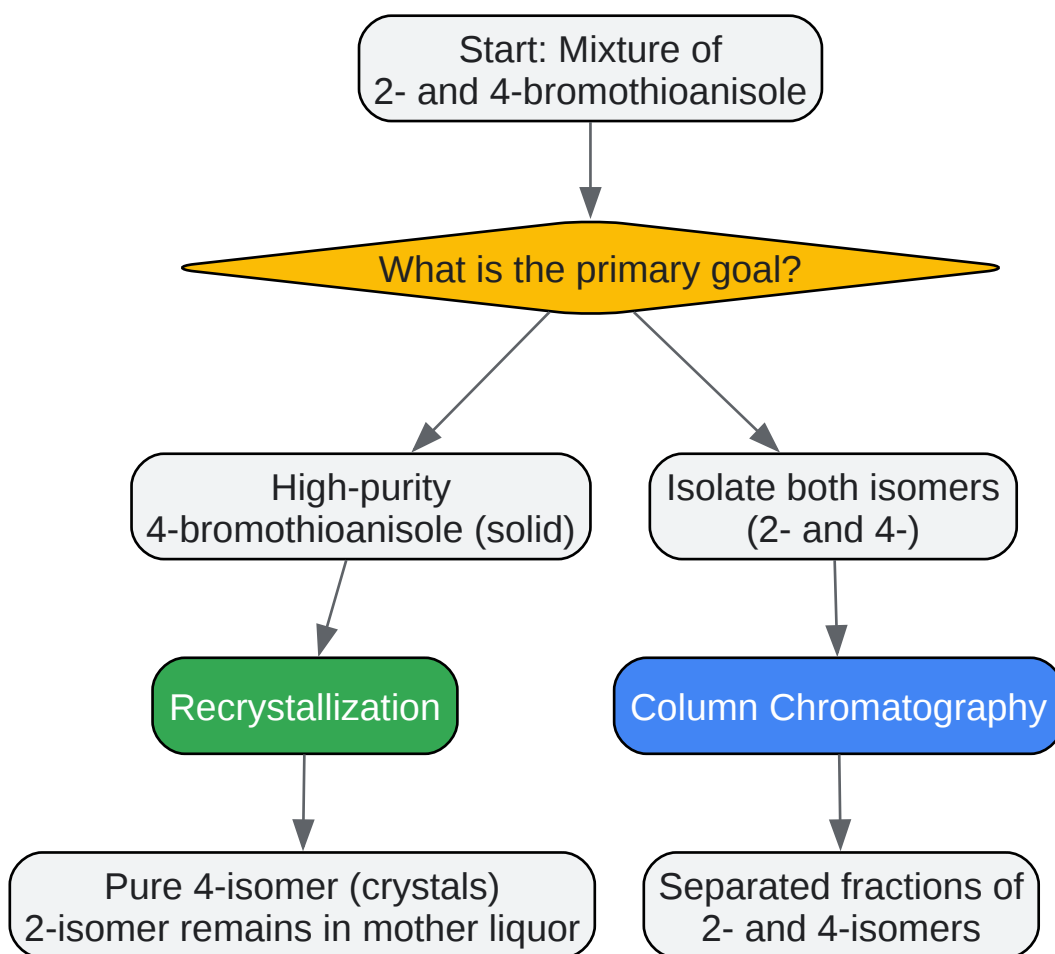 Start: Mixture of
2- and 4-bromothioanisole
What is the primary goal?
High-purity
4-bromothioanisole (solid)
Isolate both isomers
(2- and 4-)
Recrystallization
Column Chromatography
Pure 4-isomer (crystals)
2-isomer remains in mother liquor
Separated fractions of
2- and 4-isomers